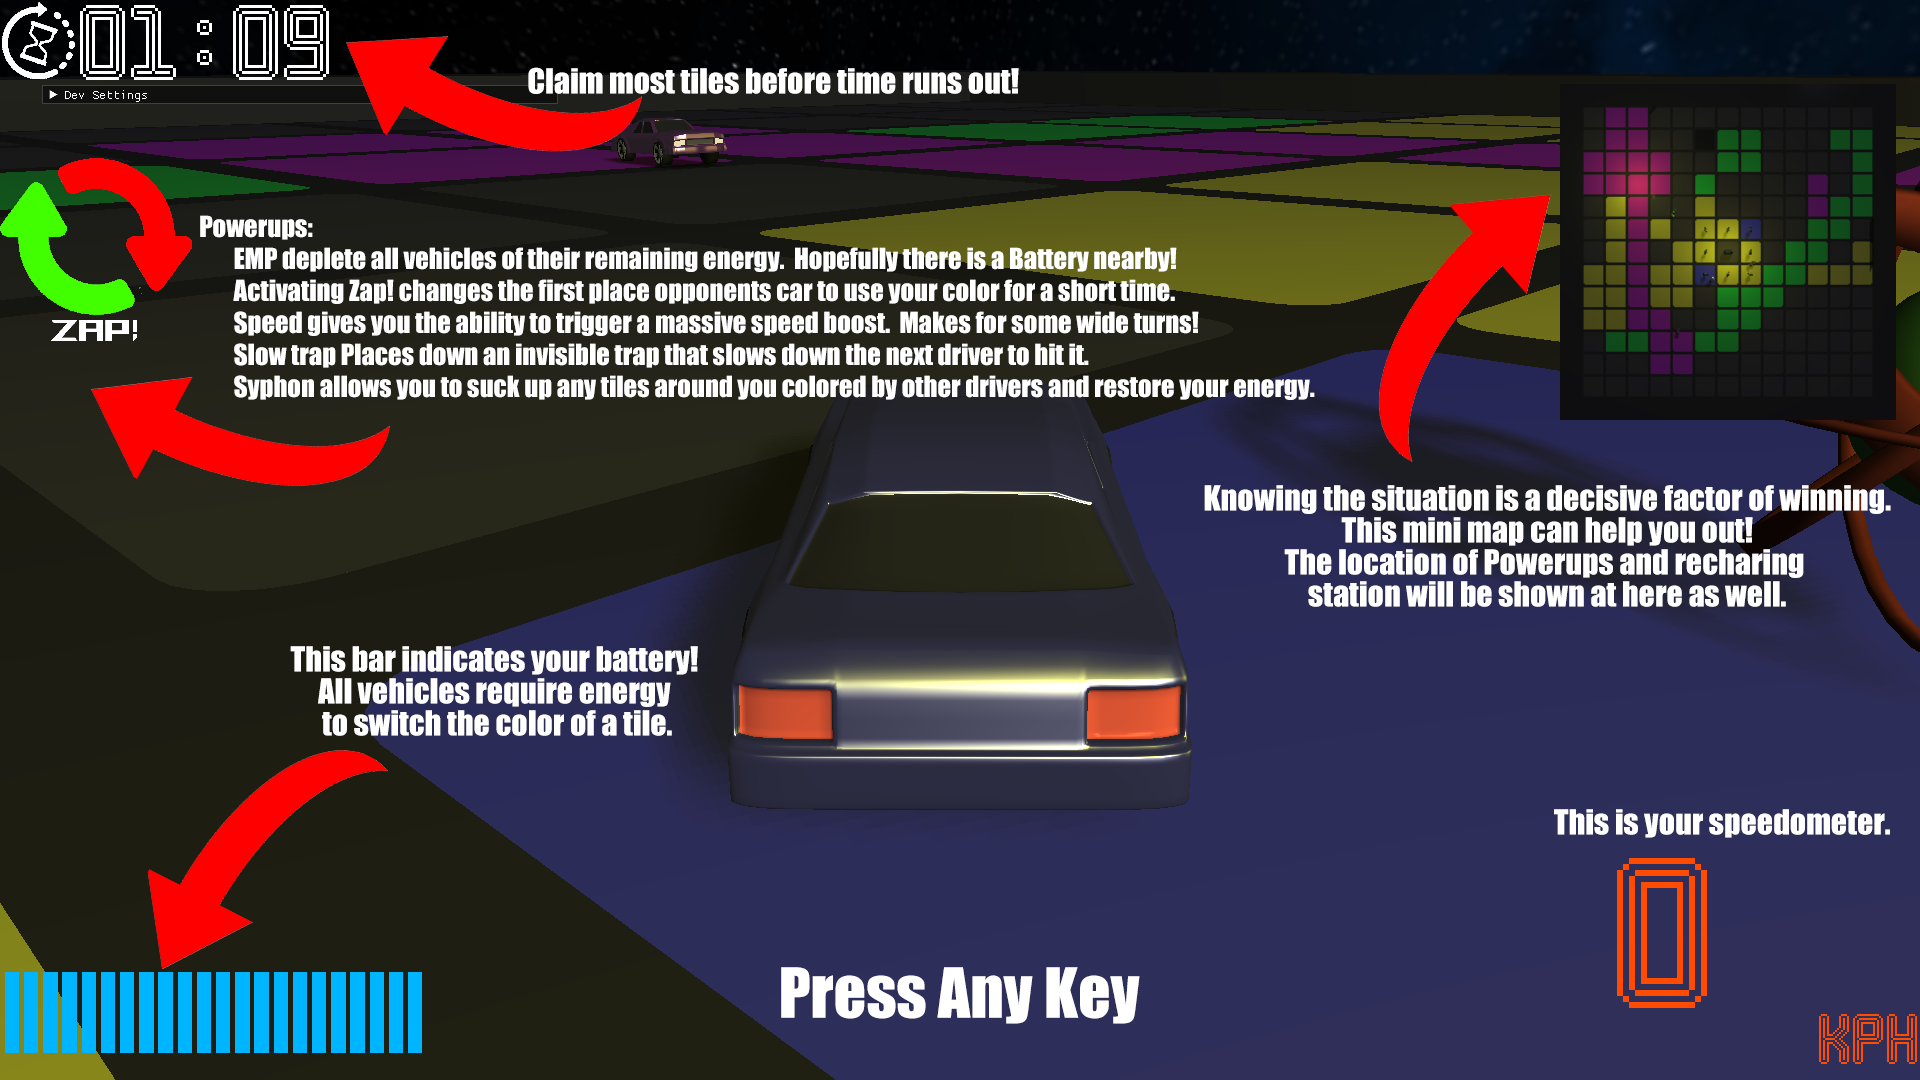 01:09
Dev Settings
Claim most tiles before time runs out!
ZAP!
Powerups:
EMP deplete all vehicles of their remaining energy.  Hopefully there is a Battery nearby!
Activating Zap! changes the first place opponents car to use your color for a short time.
Speed gives you the ability to trigger a massive speed boost.  Makes for some wide turns!
Slow trap Places down an invisible trap that slows down the next driver to hit it.
Syphon allows you to suck up any tiles around you colored by other drivers and restore your energy.
Knowing the situation is a decisive factor of winning.
This mini map can help you out!
The location of Powerups and recharing
station will be shown at here as well.
This bar indicates your battery!
All vehicles require energy
to switch the color of a tile.
This is your speedometer.
0
KPH
Press Any Key